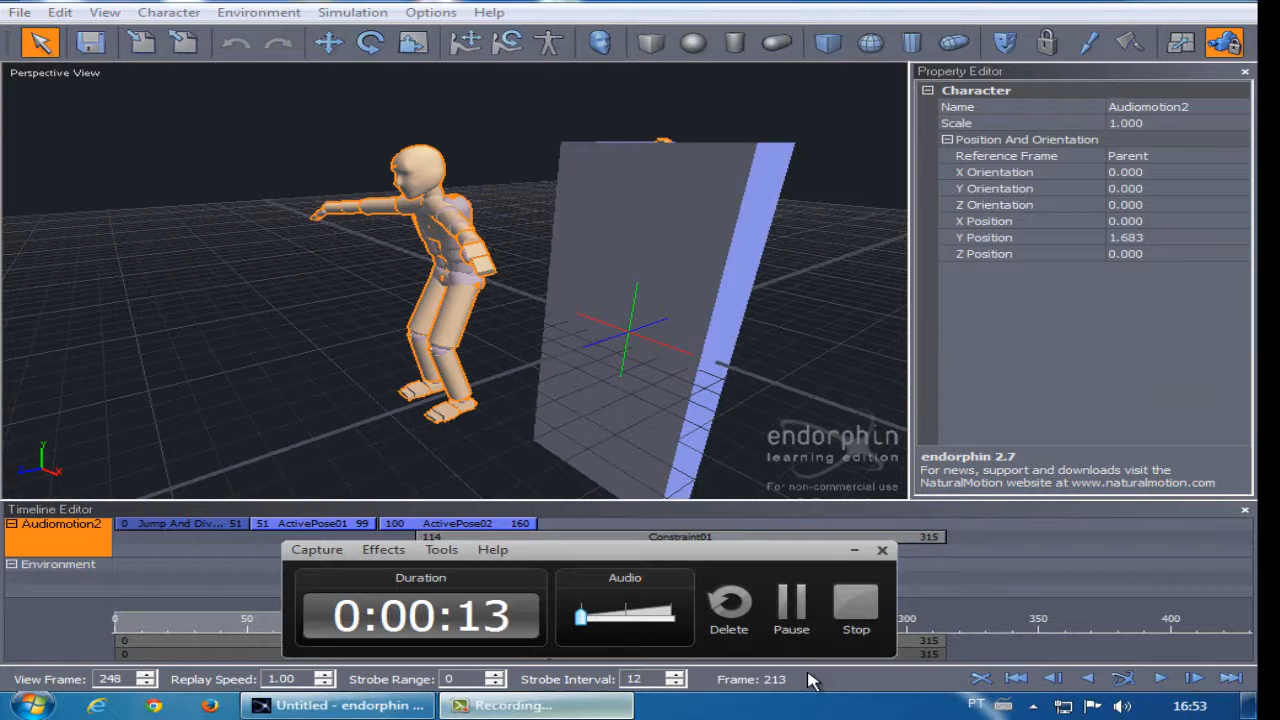 File Edit View Character Environment Simulation Options Help
Perspective View
Property Editor
Character
Name Audiomotion2
Scale 1.000
Position And Orientation
Reference Frame Parent
X Orientation 0.000
Y Orientation 0.000
Z Orientation 0.000
X Position 0.000
Y Position 1.683
Z Position 0.000
endorphin
learning edition
For non-commercial use
Y
Z X
endorphin 2.7
For news, support and downloads visit the
NaturalMotion website at www.naturalmotion.com
Timeline Editor
Audiomotion2 0 Jump And Div... 51 51 ActivePose01 99 100 ActivePose02 160
114 Constraint01 315
Environment
Capture Effects Tools Help
Duration Audio
0:00:13
Delete Pause Stop
0 50 300 350 400
0 315
0 315
View Frame: 248 Replay Speed: 1.00 Strobe Range: 0 Strobe Interval: 12 Frame: 213
Untitled - endorphin ... Recording... PT 16:53